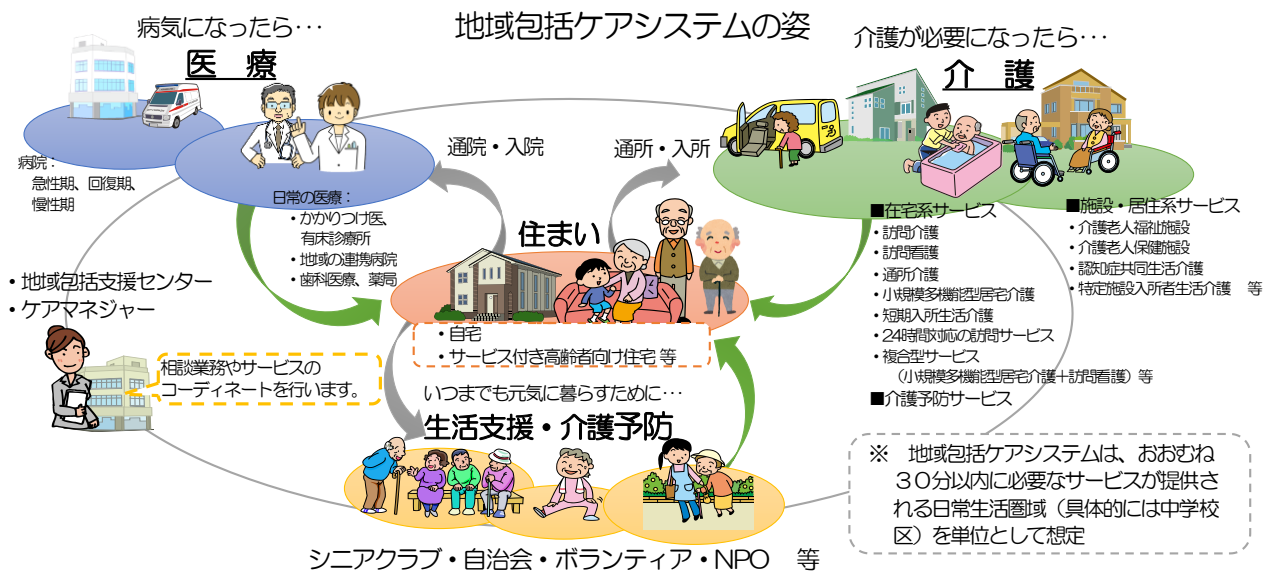 地域包括ケアシステムの姿
病気になったら･･･
医　療
病院：
急性期、回復期、
慢性期
日常の医療：
・かかりつけ医、
有床診療所
・地域の連携病院
・歯科医療、薬局
通院・入院
通所・入所
介護が必要になったら･･･
介　護
■在宅系サービス
・訪問介護
・訪問看護
・通所介護
・小規模多機能型居宅介護
・短期入所生活介護
・24時間対応の訪問サービス
・複合型サービス
（小規模多機能型居宅介護＋訪問看護）等
■介護予防サービス
■施設・居住系サービス
・介護老人福祉施設
・介護老人保健施設
・認知症共同生活介護
・特定施設入所者生活介護　等
住まい
・自宅
・サービス付き高齢者向け住宅 等
・地域包括支援センター
・ケアマネジャー
相談業務やサービスの
コーディネートを行います。
いつまでも元気に暮らすために･･･
生活支援・介護予防
シニアクラブ・自治会・ボランティア・NPO　等
※　地域包括ケアシステムは、おおむね
３０分以内に必要なサービスが提供さ
れる日常生活圏域（具体的には中学校
区）を単位として想定